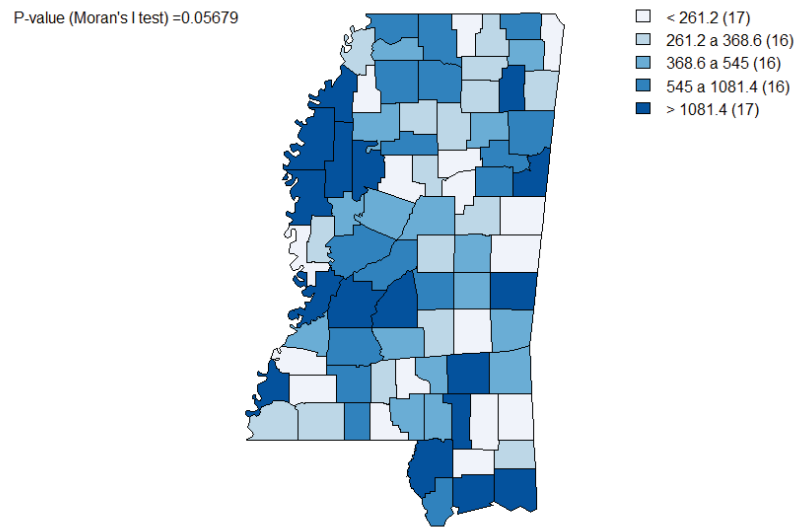 P-value (Moran's I test) =0.05679
< 261.2 (17)
261.2 a 368.6 (16)
368.6 a 545 (16)
545 a 1081.4 (16)
> 1081.4 (17)